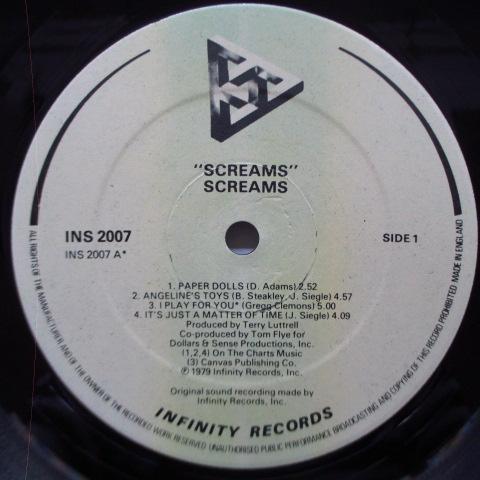 "SCREAMS"
SCREAMS
INS 2007
INS 2007 A*
SIDE 1
1. PAPER DOLLS (D. Adams) 2.52
2. ANGELINE'S TOYS (B. Steakley, J. Siegle) 4.57
3. I PLAY FOR YOU* (Gregg Clemons) 5.00
4. IT'S JUST A MATTER OF TIME (J. Siegle) 4.09
Produced by Terry Luttrell
Co-produced by Tom Flye for
Dollars & Sense Productions, Inc.
(1,2,4) On The Charts Music
(3) Canvas Publishing Co.
℗ 1979 Infinity Records, Inc.
Original sound recording made by
Infinity Records, Inc.
INFINITY RECORDS
ALL RIGHTS OF THE MANUFACTURER AND OF THE OWNER OF THE RECORDED WORK RESERVED. UNAUTHORISED PUBLIC PERFORMANCE BROADCASTING AND COPYING OF THIS RECORD PROHIBITED MADE IN ENGLAND